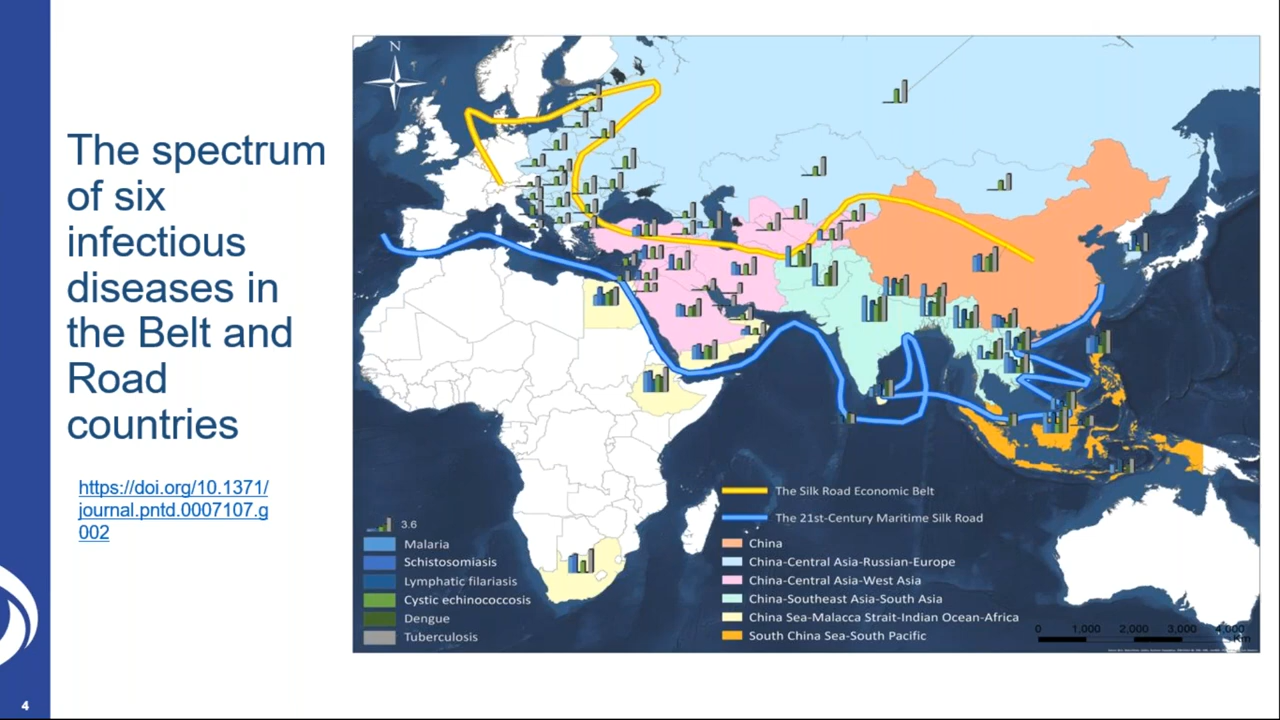 The spectrum
of six
infectious
diseases in
the Belt and
Road
countries
https://doi.org/10.1371/
journal.pntd.0007107.g
002
4
N
3.6
Malaria
Schistosomiasis
Lymphatic filariasis
Cystic echinococcosis
Dengue
Tuberculosis
The Silk Road Economic Belt
The 21st-Century Maritime Silk Road
China
China-Central Asia-Russian-Europe
China-Central Asia-West Asia
China-Southeast Asia-South Asia
China Sea-Malacca Strait-Indian Ocean-Africa
South China Sea-South Pacific
0 1,000 2,000 3,000 4,000
Km